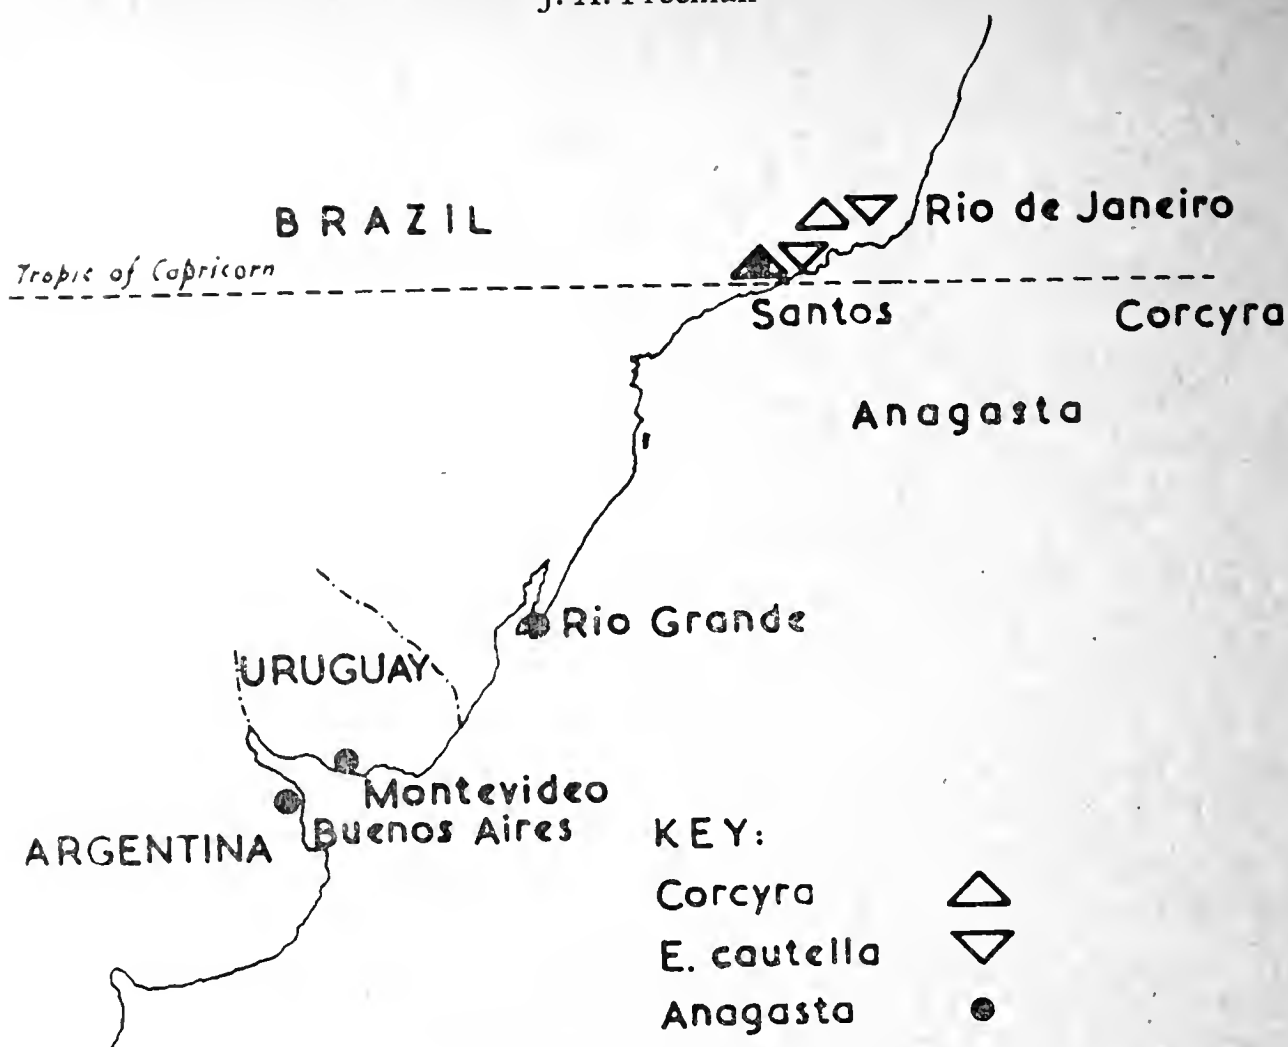 J. A. Freeman
BRAZIL
Rio de Janeiro
Tropic of Capricorn
Santos
Corcyra
Anagasta
Rio Grande
URUGUAY
Montevideo
Buenos Aires
ARGENTINA
KEY:
Corcyra
E. cautella
Anagasta